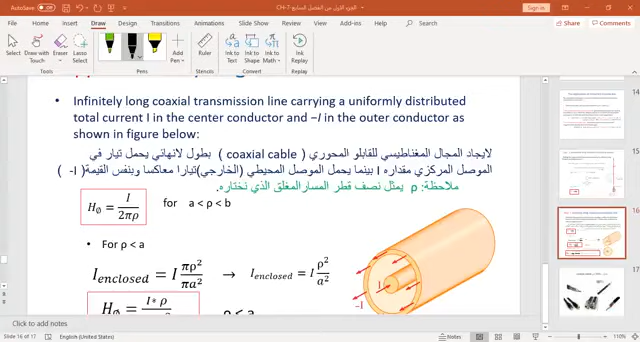 AutoSave Off
CH-7 الجزء الاول من الفصل السابع
Sign in
File Home Insert Draw Design Transitions Animations Slide Show Review View Add-ins Help Share Comments
Select
Draw with Touch
Eraser
Lasso Select
Add Pen
Ruler
Ink to Text
Ink to Shape
Ink to Math
Ink Replay
Tools Pens Stencils Convert Replay
• Infinitely long coaxial transmission line carrying a uniformly distributed
total current I in the center conductor and −I in the outer conductor as
shown in figure below:
لايجاد المجال المغناطيسي للقابلو المحوري ( coaxial cable ) بطول لانهائي يحمل تيار في
الموصل المركزي مقداره I بينما يحمل الموصل المحيطي (الخارجي)تيارا معاكسا وبنفس القيمة( I- )
ملاحظة: ρ يمثل نصف قطر المسار المغلق الذي نختاره.
H∅ = I / 2πρ for a < ρ < b
• For ρ < a
I enclosed = I πρ² / πa² → I enclosed = I ρ² / a²
H∅ = I* ρ
ρ < a
−I
I
14
15
16
17
Click to add notes
Slide 16 of 17 English (United States) Notes 110%